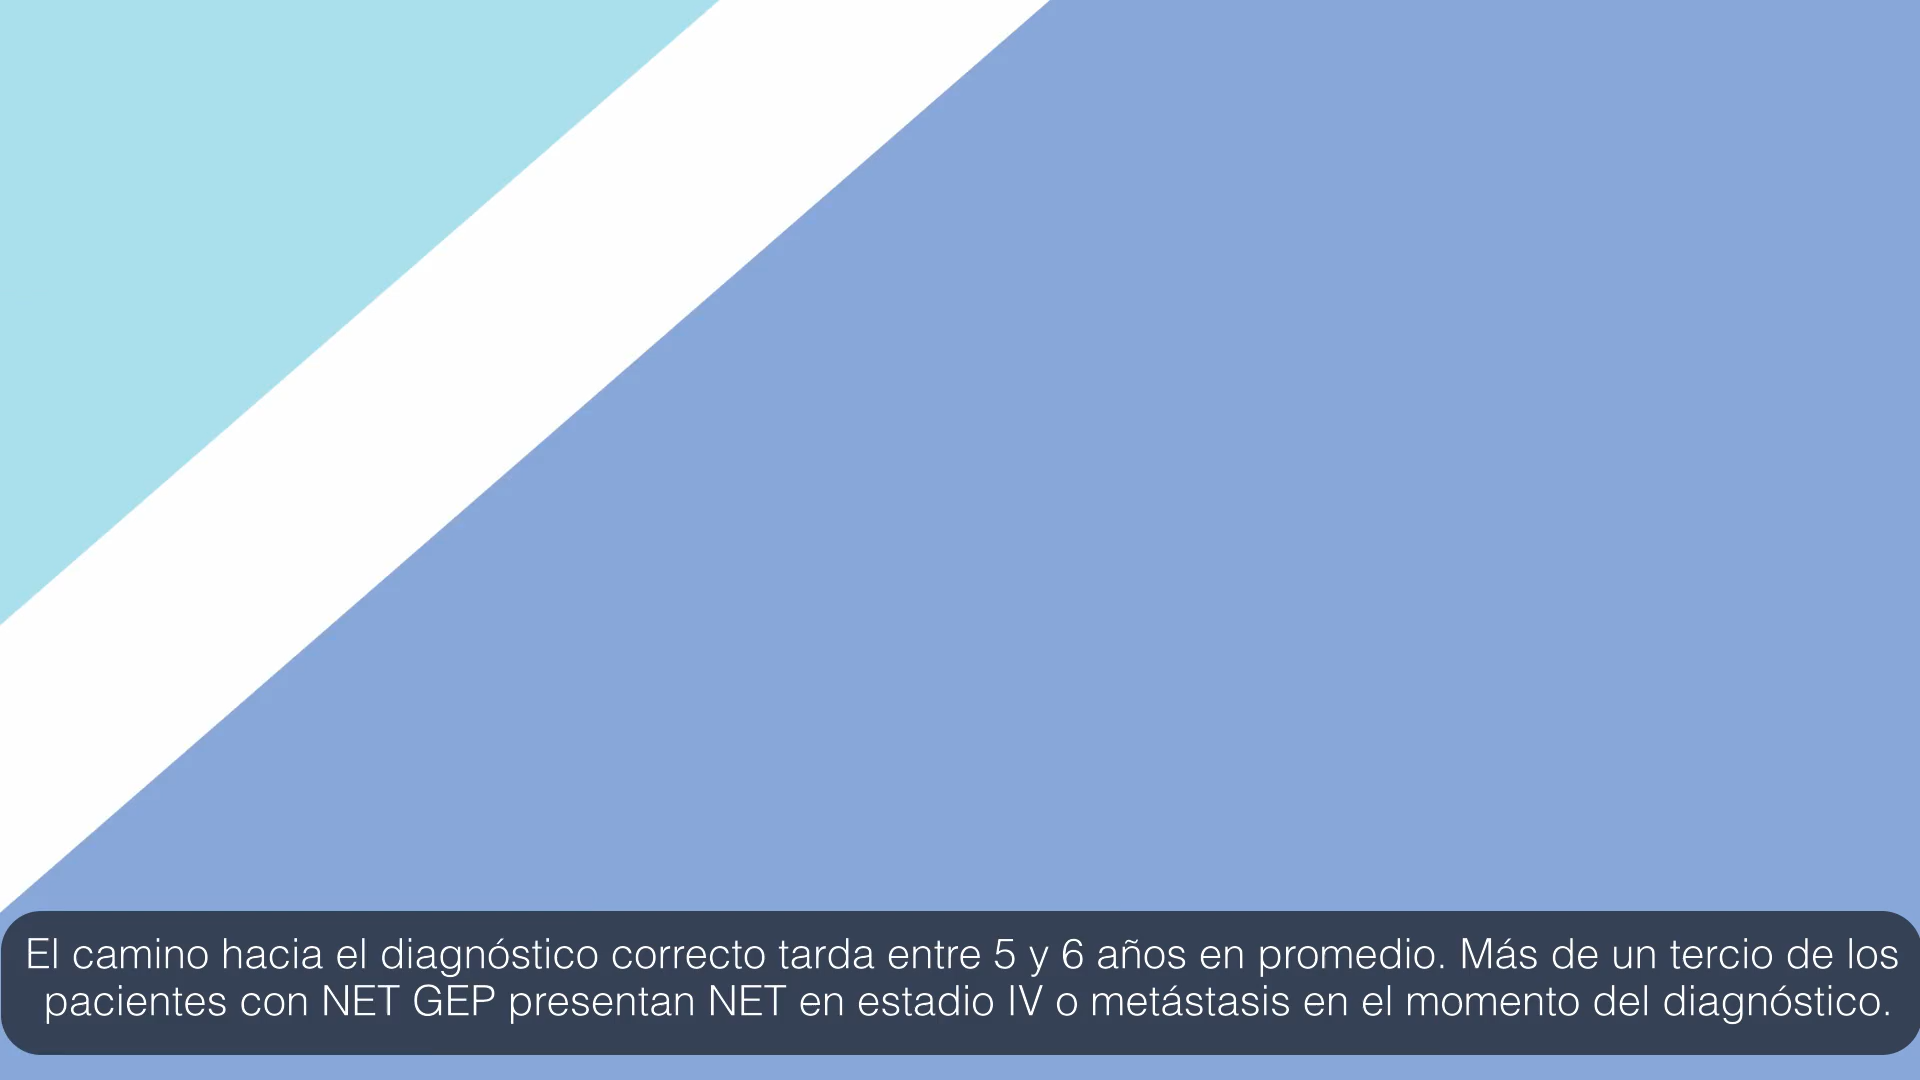 El camino hacia el diagnóstico correcto tarda entre 5 y 6 años en promedio. Más de un tercio de los
pacientes con NET GEP presentan NET en estadio IV o metástasis en el momento del diagnóstico.